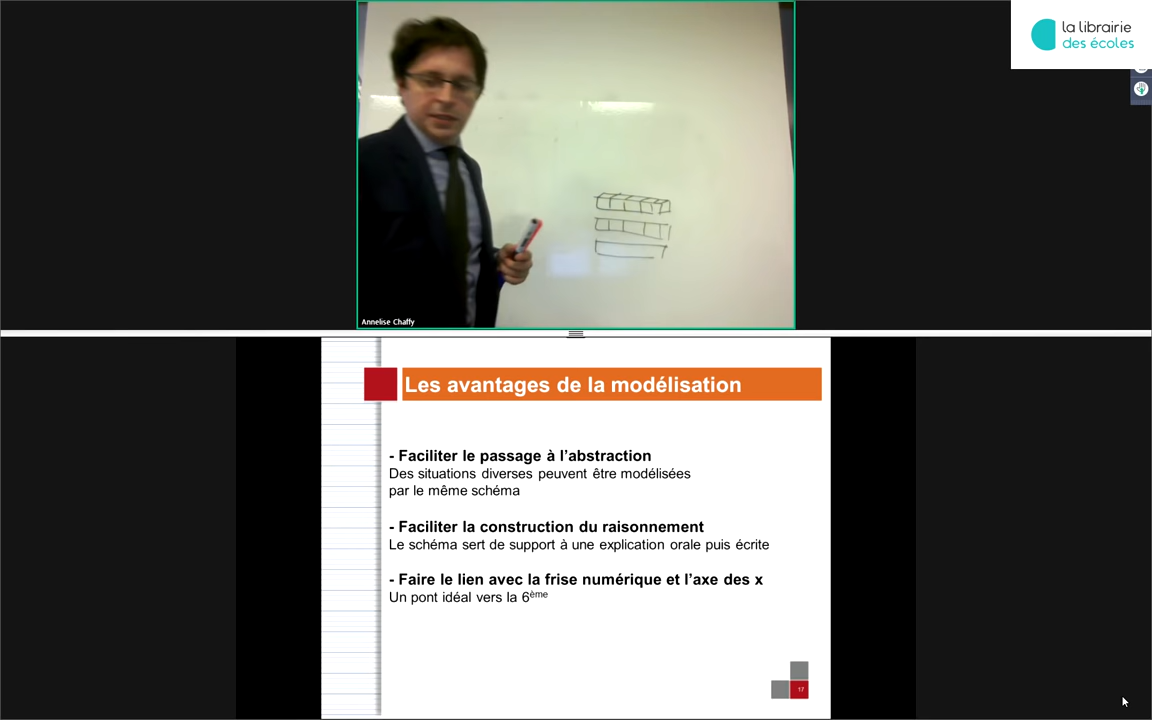 la librairie
des écoles
Annelise Chaffy
Les avantages de la modélisation
- Faciliter le passage à l'abstraction
Des situations diverses peuvent être modélisées
par le même schéma
- Faciliter la construction du raisonnement
Le schéma sert de support à une explication orale puis écrite
- Faire le lien avec la frise numérique et l'axe des x
Un pont idéal vers la 6ème
17